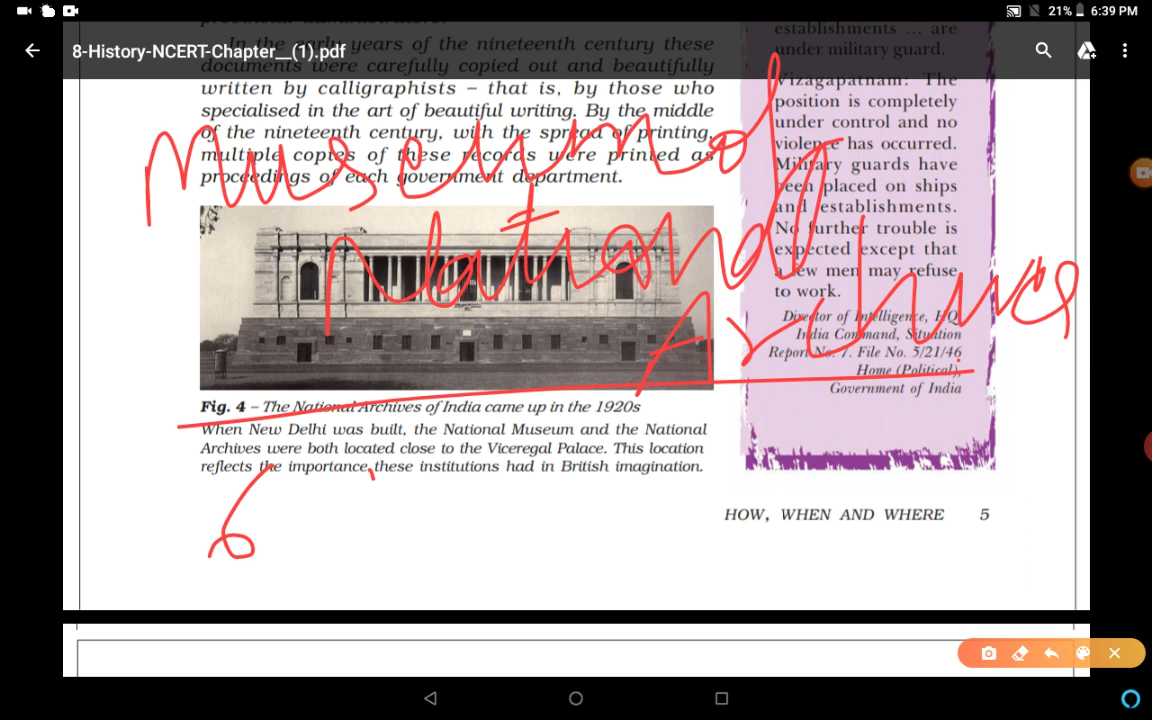 21% 6:39 PM
8-History-NCERT-Chapter__(1).pdf
In the early years of the nineteenth century these
documents were carefully copied out and beautifully
written by calligraphists – that is, by those who
specialised in the art of beautiful writing. By the middle
of the nineteenth century, with the spread of printing,
multiple copies of these records were printed as
proceedings of each government department.
Museum of
National
Archives
Fig. 4 – The National Archives of India came up in the 1920s
When New Delhi was built, the National Museum and the National
Archives were both located close to the Viceregal Palace. This location
reflects the importance these institutions had in British imagination.
establishments ... are
under military guard.
Vizagapatnam: The
position is completely
under control and no
violence has occurred.
Military guards have
been placed on ships
and establishments.
No further trouble is
expected except that
a few men may refuse
to work.
Director of Intelligence, HQ
India Command, Situation
Report No. 7. File No. 5/21/46
Home (Political),
Government of India
HOW, WHEN AND WHERE 5